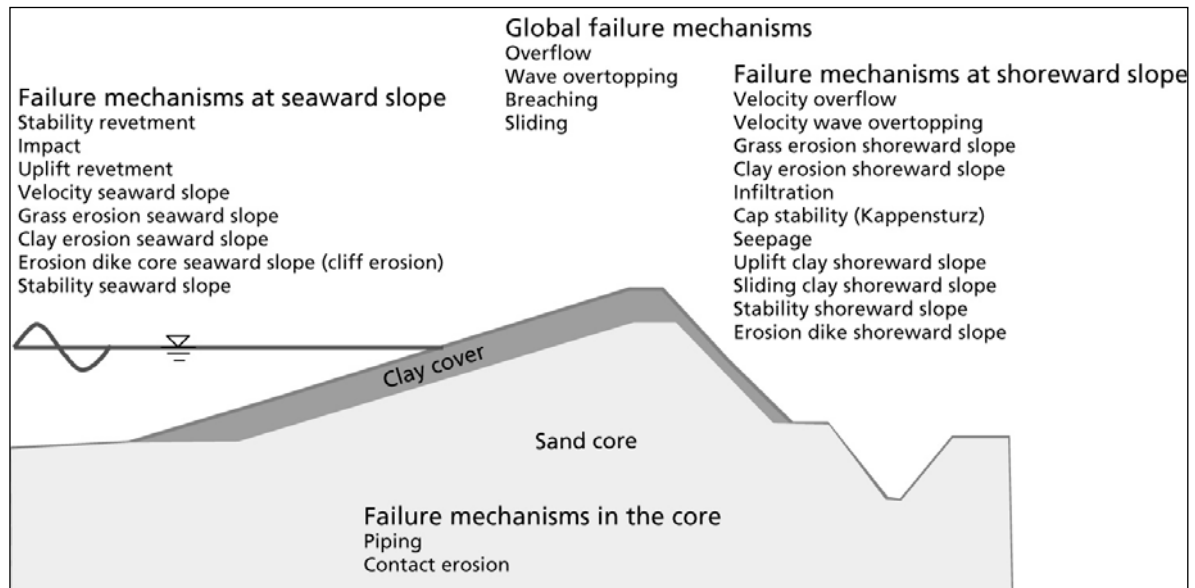 Global failure mechanisms
Overflow
Wave overtopping
Breaching
Sliding
Failure mechanisms at seaward slope
Stability revetment
Impact
Uplift revetment
Velocity seaward slope
Grass erosion seaward slope
Clay erosion seaward slope
Erosion dike core seaward slope (cliff erosion)
Stability seaward slope
Failure mechanisms at shoreward slope
Velocity overflow
Velocity wave overtopping
Grass erosion shoreward slope
Clay erosion shoreward slope
Infiltration
Cap stability (Kappensturz)
Seepage
Uplift clay shoreward slope
Sliding clay shoreward slope
Stability shoreward slope
Erosion dike shoreward slope
Clay cover
Sand core
Failure mechanisms in the core
Piping
Contact erosion